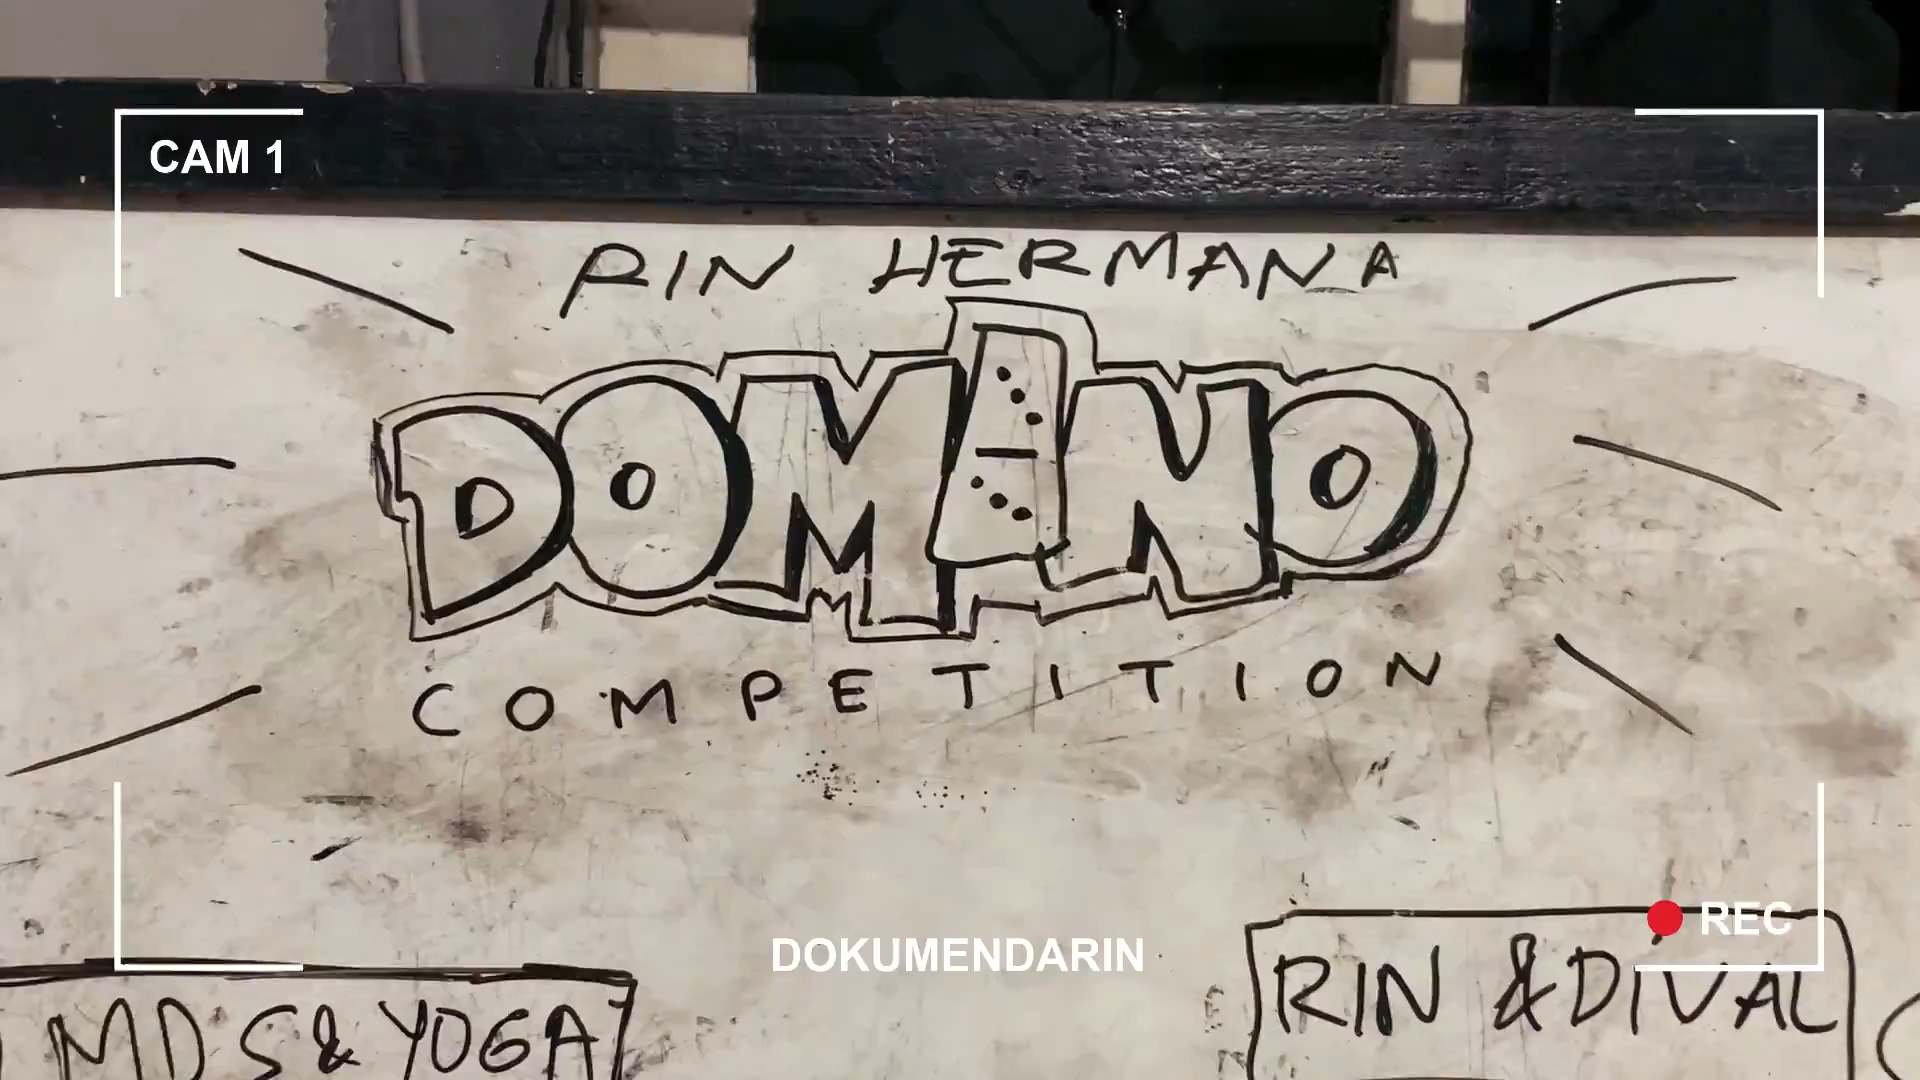 CAM 1
RIN HERMANA
DOMINO
COMPETITION
REC
DOKUMENDARIN
RIN & DIVAL
MDS & YOGA